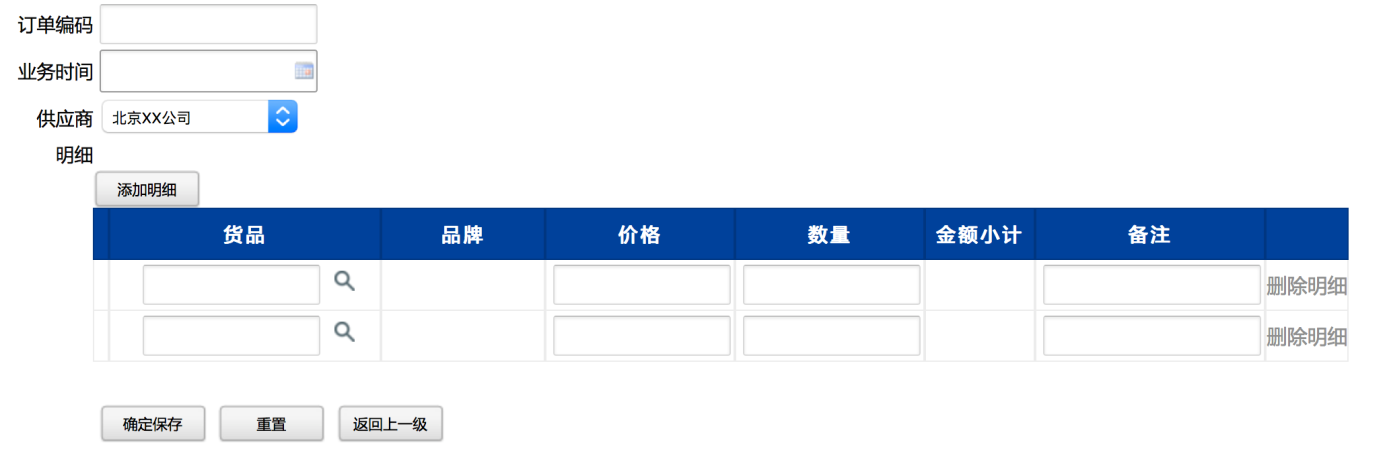 订单编码
业务时间
供应商 北京XX公司
明细
添加明细
货品 品牌 价格 数量 金额小计 备注
删除明细
删除明细
确定保存 重置 返回上一级